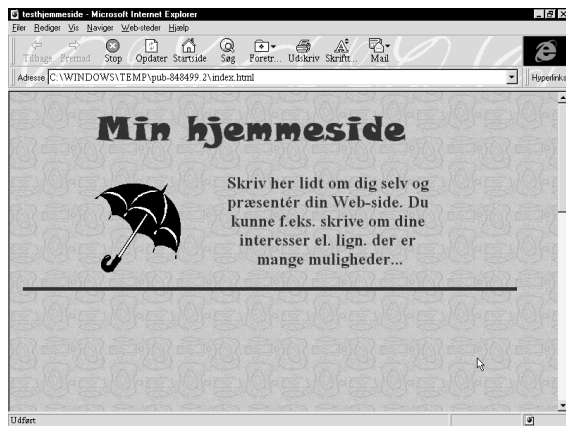 testhjemmeside - Microsoft Internet Explorer
Filer Rediger Vis Naviger Web-steder Hjælp
Tilbage Fremad Stop Opdater Startside Søg Foretr... Udskriv Skriftt... Mail
Adresse C:\WINDOWS\TEMP\pub-848499.2\index.html Hyperlinks
Min hjemmeside
Skriv her lidt om dig selv og
præsentér din Web-side. Du
kunne f.eks. skrive om dine
interesser el. lign. der er
mange muligheder...
Udført